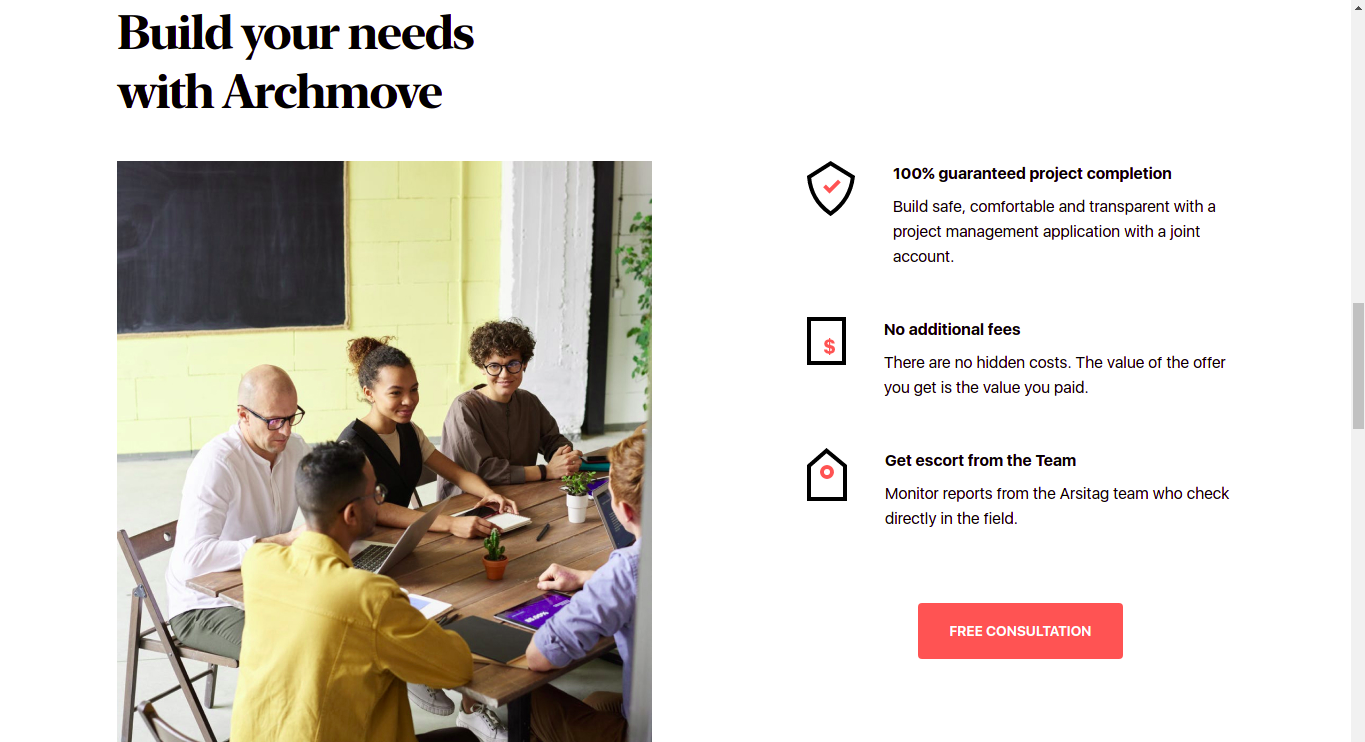 Build your needs
with Archmove
100% guaranteed project completion
Build safe, comfortable and transparent with a
project management application with a joint
account.
$
No additional fees
There are no hidden costs. The value of the offer
you get is the value you paid.
Get escort from the Team
Monitor reports from the Arsitag team who check
directly in the field.
FREE CONSULTATION